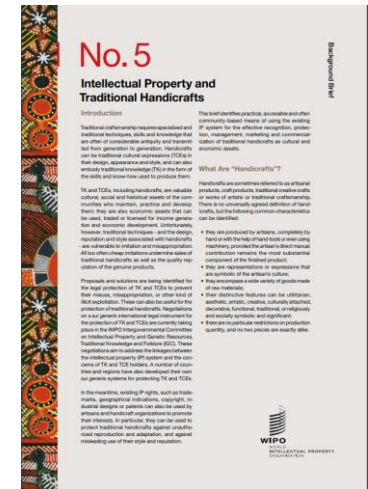 No. 5
Background Brief
Intellectual Property and
Traditional Handicrafts
Introduction
Traditional craftsmanship requires specialized and
traditional techniques, skills and knowledge that
are often of considerable antiquity and transmit-
ted from generation to generation. Handicrafts
can be traditional cultural expressions (TCEs) in
their design, appearance and style, and can also
embody traditional knowledge (TK) in the form of
the skills and know how used to produce them.
TK and TCEs, including handicrafts, are valuable
cultural, social and historical assets of the com-
munities who maintain, practice and develop
them; they are also economic assets that can be
used, traded or licensed for income genera-
tion and economic development. Unfortunately,
however, traditional techniques - and the design,
reputation and style associated with handicrafts
- are vulnerable to imitation and misappropriation.
All too often cheap imitations undermine sales of
traditional handicrafts as well as the quality rep-
utation of the genuine products.
Proposals and solutions are being identified for
the legal protection of TK and TCEs to prevent
their misuse, misappropriation, or other kind of
illicit exploitation. These can also be useful for the
protection of traditional handicrafts. Negotiations
on a sui generis international legal instrument for
the protection of TK and TCEs are currently taking
place in the WIPO Intergovernmental Committee
on Intellectual Property and Genetic Resources,
Traditional Knowledge and Folklore (IGC). These
negotiations aim to address the linkages between
the intellectual property (IP) system and the con-
cerns of TK and TCE holders. A number of coun-
tries and regions have also developed their own
sui generis systems for protecting TK and TCEs.
In the meantime, existing IP rights, such as trade-
marks, geographical indications, copyright, in-
dustrial designs or patents can also be used by
artisans and handicraft organizations to promote
their interests. In particular, they can be used to
protect traditional handicrafts against unautho-
rized reproduction and adaptation, and against
misleading use of their style and reputation.
This brief identifies practical, accessible and often
community-based means of using the existing
IP system for the effective recognition, protec-
tion, management, marketing and commercial-
ization of traditional handicrafts as cultural and
economic assets.
What Are "Handicrafts"?
Handicrafts are sometimes referred to as artisanal
products, craft products, traditional creative crafts
or works of artistic or traditional craftsmanship.
There is no universally agreed definition of hand-
icrafts, but the following common characteristics
can be identified:
• they are produced by artisans, completely by
hand or with the help of hand-tools or even using
machinery, provided the artisan's direct manual
contribution remains the most substantial
component of the finished product;
• they are representations or expressions that
are symbolic of the artisan's culture;
• they encompass a wide variety of goods made
of raw materials;
• their distinctive features can be utilitarian,
aesthetic, artistic, creative, culturally attached,
decorative, functional, traditional, or religiously
and socially symbolic and significant;
• there are no particular restrictions on production
quantity, and no two pieces are exactly alike.
WIPO
WORLD
INTELLECTUAL PROPERTY
ORGANIZATION